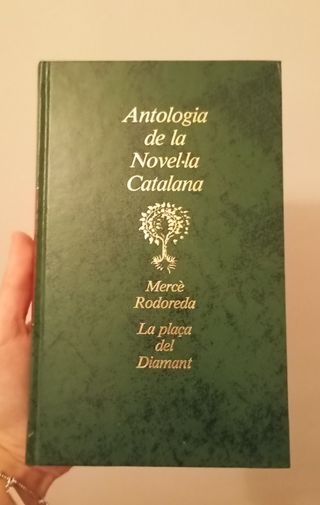 Antologia
de la
Novel·la
Catalana
Mercè
Rodoreda
La plaça
del
Diamant